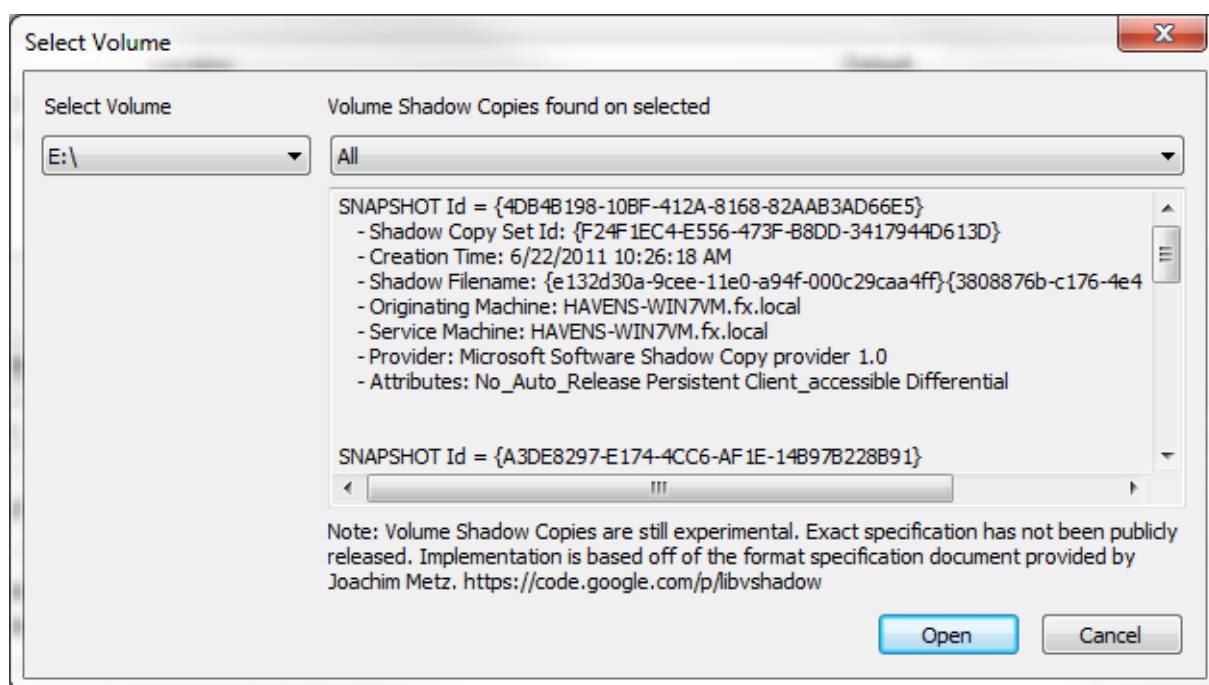 Select Volume
Select Volume
Volume Shadow Copies found on selected
E:\
All
SNAPSHOT Id = {4DB4B198-10BF-412A-8168-82AAB3AD66E5}
- Shadow Copy Set Id: {F24F1EC4-E556-473F-B8DD-3417944D613D}
- Creation Time: 6/22/2011 10:26:18 AM
- Shadow Filename: {e132d30a-9cee-11e0-a94f-000c29caa4ff}{3808876b-c176-4e4
- Originating Machine: HAVENS-WIN7VM.fx.local
- Service Machine: HAVENS-WIN7VM.fx.local
- Provider: Microsoft Software Shadow Copy provider 1.0
- Attributes: No_Auto_Release Persistent Client_accessible Differential
SNAPSHOT Id = {A3DE8297-E174-4CC6-AF1E-14B97B228B91}
Note: Volume Shadow Copies are still experimental. Exact specification has not been publicly
released. Implementation is based off of the format specification document provided by
Joachim Metz. https://code.google.com/p/libvshadow
Open
Cancel